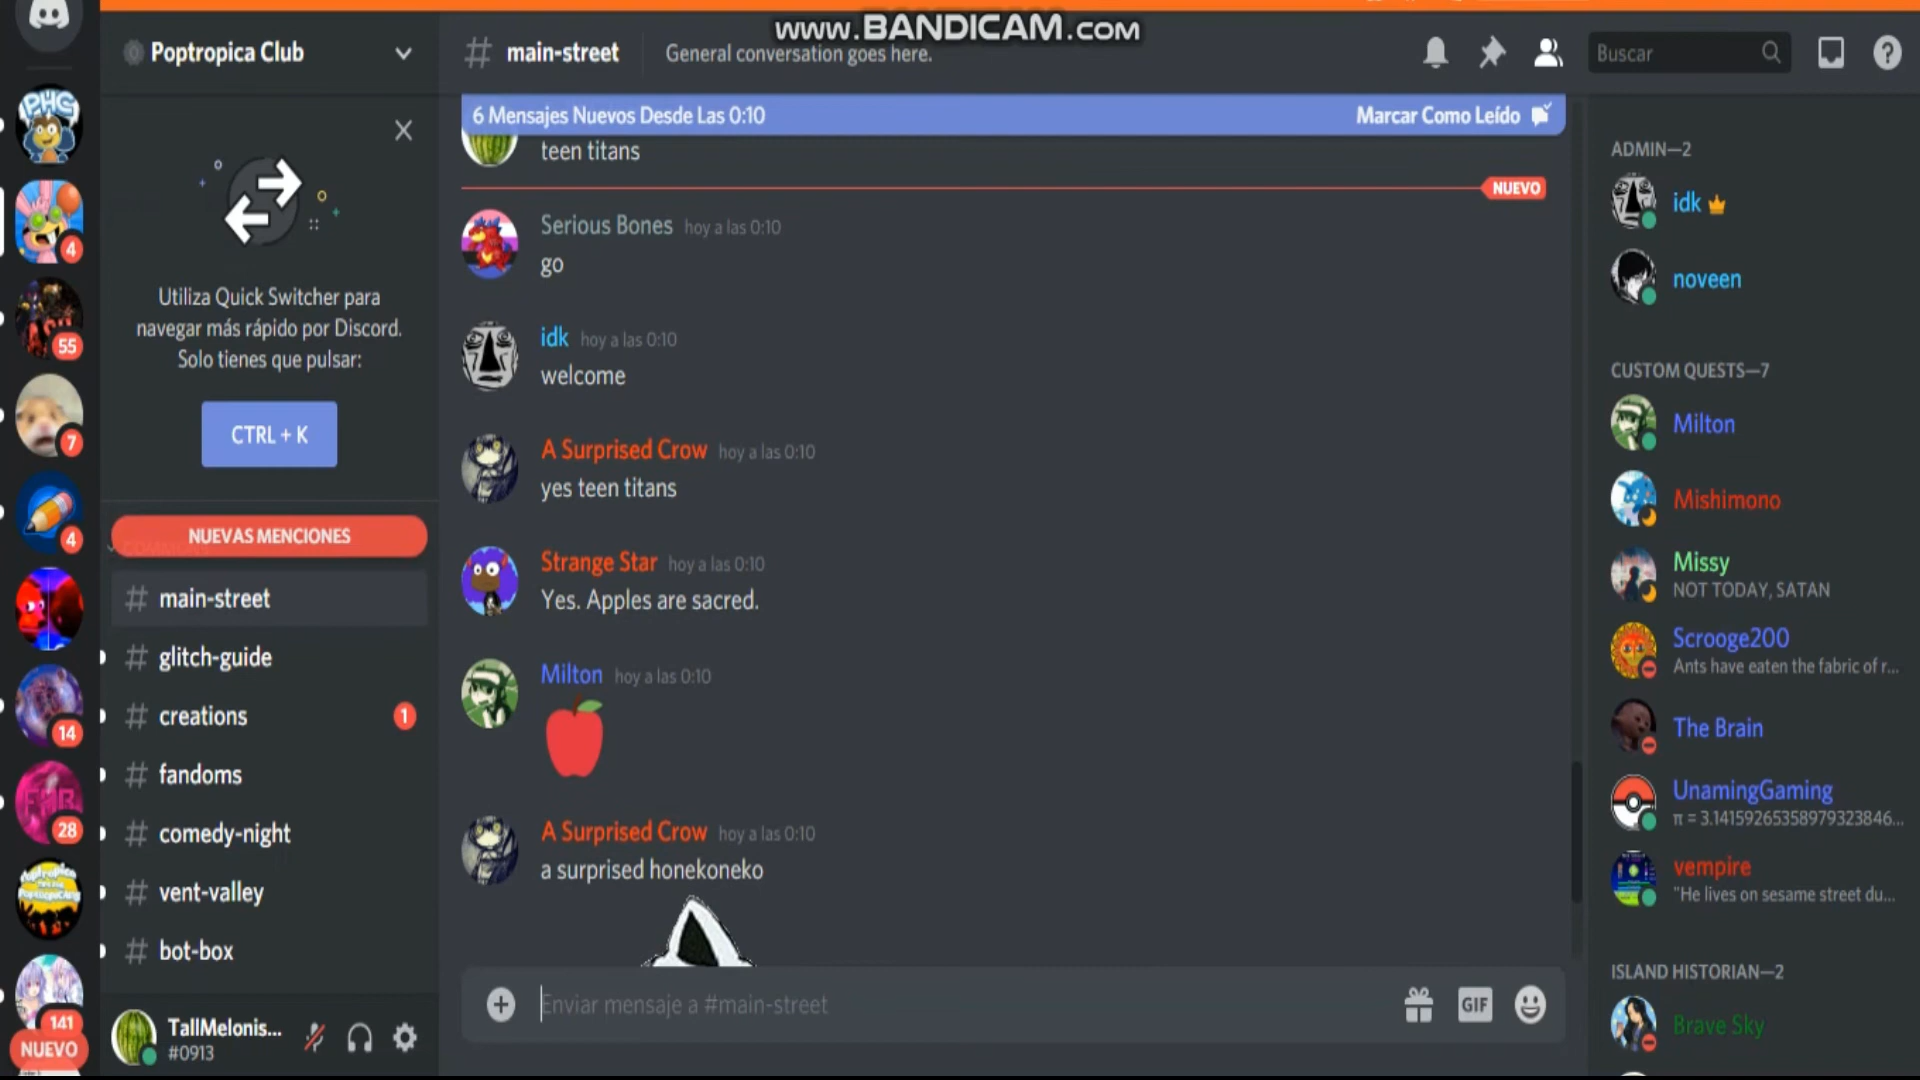 www.BANDICAM.com
Poptropica Club
main-street
General conversation goes here.
Buscar
6 Mensajes Nuevos Desde Las 0:10
Marcar Como Leído
teen titans
NUEVO
Serious Bones hoy a las 0:10
go
idk hoy a las 0:10
welcome
A Surprised Crow hoy a las 0:10
yes teen titans
Strange Star hoy a las 0:10
Yes. Apples are sacred.
Milton hoy a las 0:10
A Surprised Crow hoy a las 0:10
a surprised honekoneko
Enviar mensaje a #main-street
GIF
PHC
4
55
7
4
14
28
141
NUEVO
Utiliza Quick Switcher para
navegar más rápido por Discord.
Solo tienes que pulsar:
CTRL + K
NUEVAS MENCIONES
main-street
glitch-guide
creations
1
fandoms
comedy-night
vent-valley
bot-box
TallMelonis...
#0913
ADMIN—2
idk
noveen
CUSTOM QUESTS—7
Milton
Mishimono
Missy
NOT TODAY, SATAN
Scrooge200
Ants have eaten the fabric of r...
The Brain
UnamingGaming
π = 3.14159265358979323846...
vempire
"He lives on sesame street du...
ISLAND HISTORIAN—2
Brave Sky